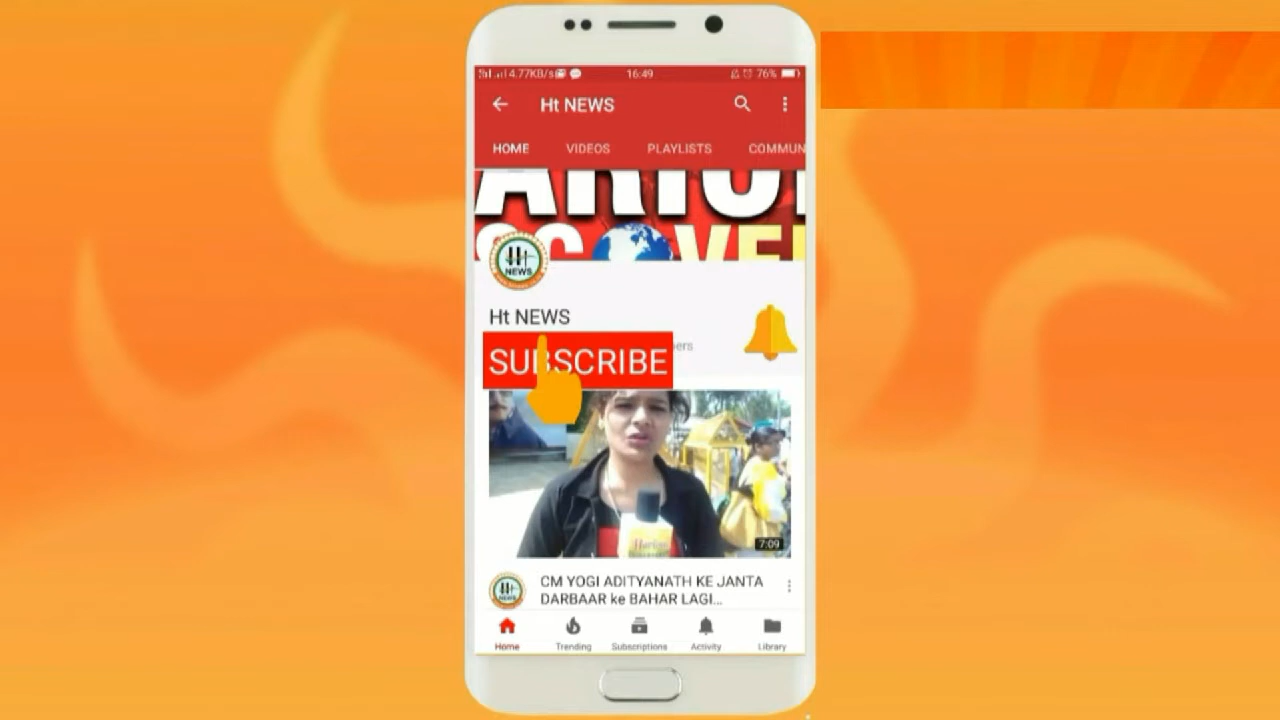 4.77KB/s
16:49
76%
Ht NEWS
HOME VIDEOS PLAYLISTS COMMUN
Ht NEWS
SUBSCRIBE
7:09
Ht
NEWS
CM YOGI ADITYANATH KE JANTA
DARBAAR ke BAHAR LAGI...
Home Trending Subscriptions Activity Library